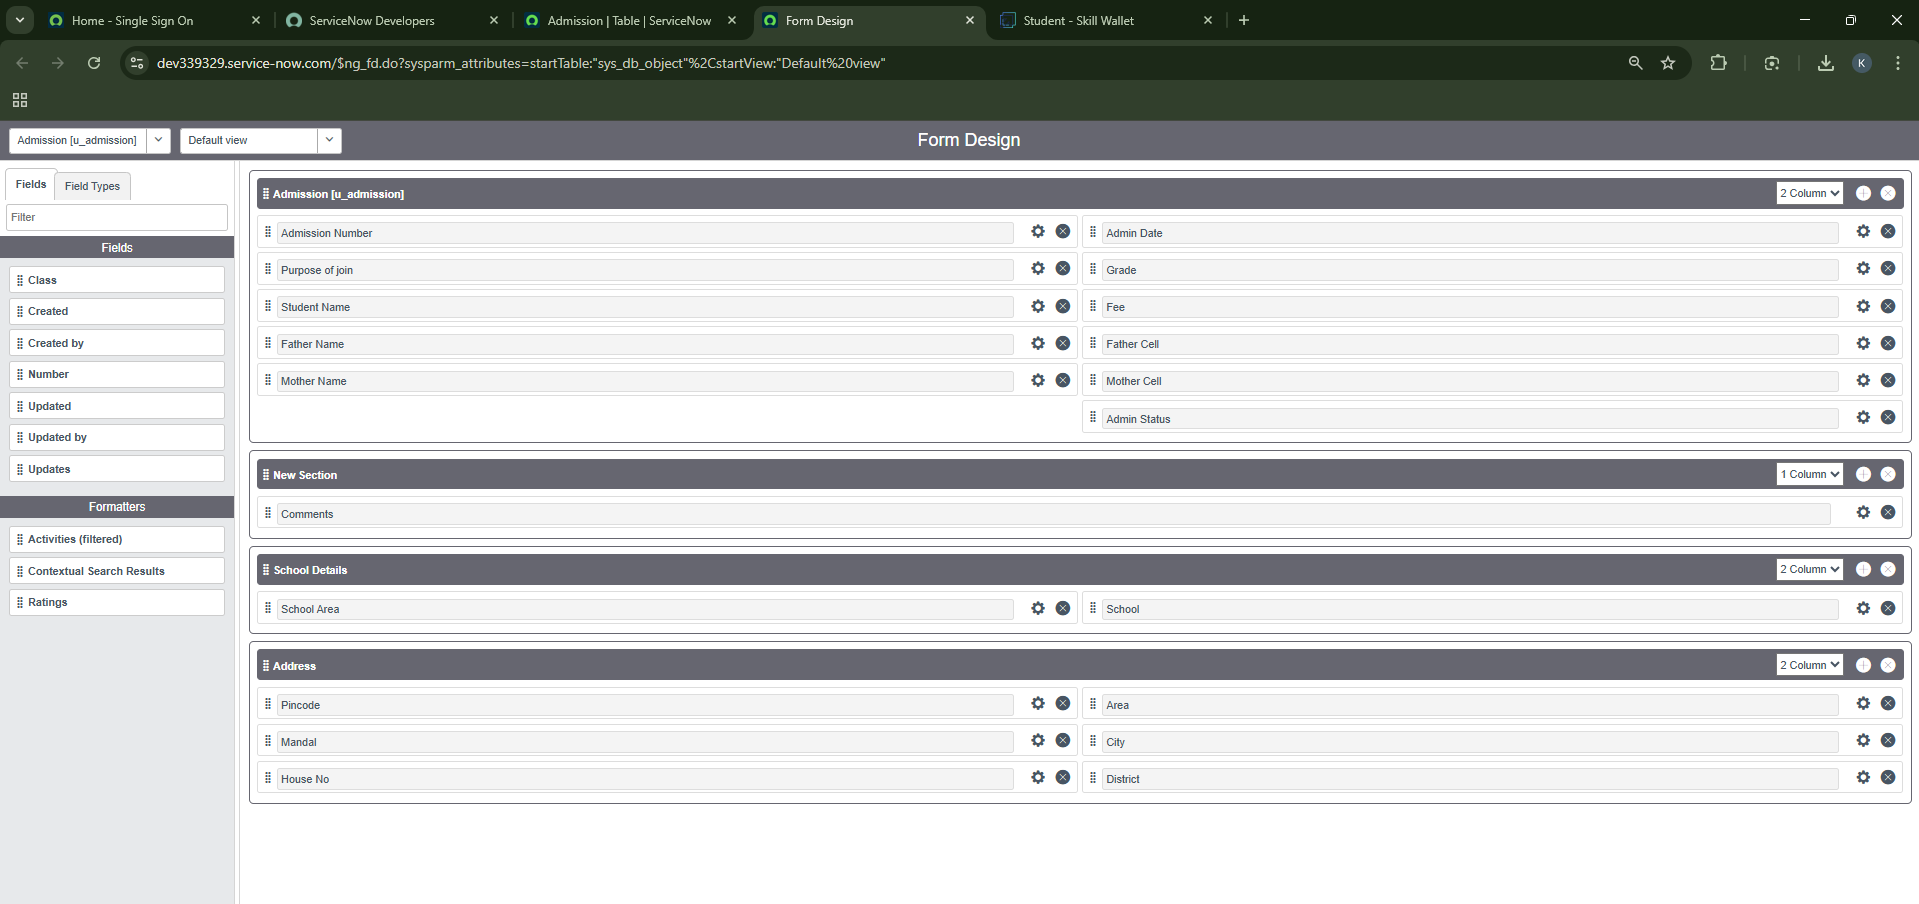 Home - Single Sign On
ServiceNow Developers
Admission | Table | ServiceNow
Form Design
Student - Skill Wallet
dev339329.service-now.com/$ng_fd.do?sysparm_attributes=startTable:"sys_db_object"%2CstartView:"Default%20view"
K
Admission [u_admission]
Default view
Form Design
Fields
Field Types
Filter
Fields
Class
Created
Created by
Number
Updated
Updated by
Updates
Formatters
Activities (filtered)
Contextual Search Results
Ratings
Admission [u_admission]
2 Column
Admission Number
Admin Date
Purpose of join
Grade
Student Name
Fee
Father Name
Father Cell
Mother Name
Mother Cell
Admin Status
New Section
1 Column
Comments
School Details
2 Column
School Area
School
Address
2 Column
Pincode
Area
Mandal
City
House No
District